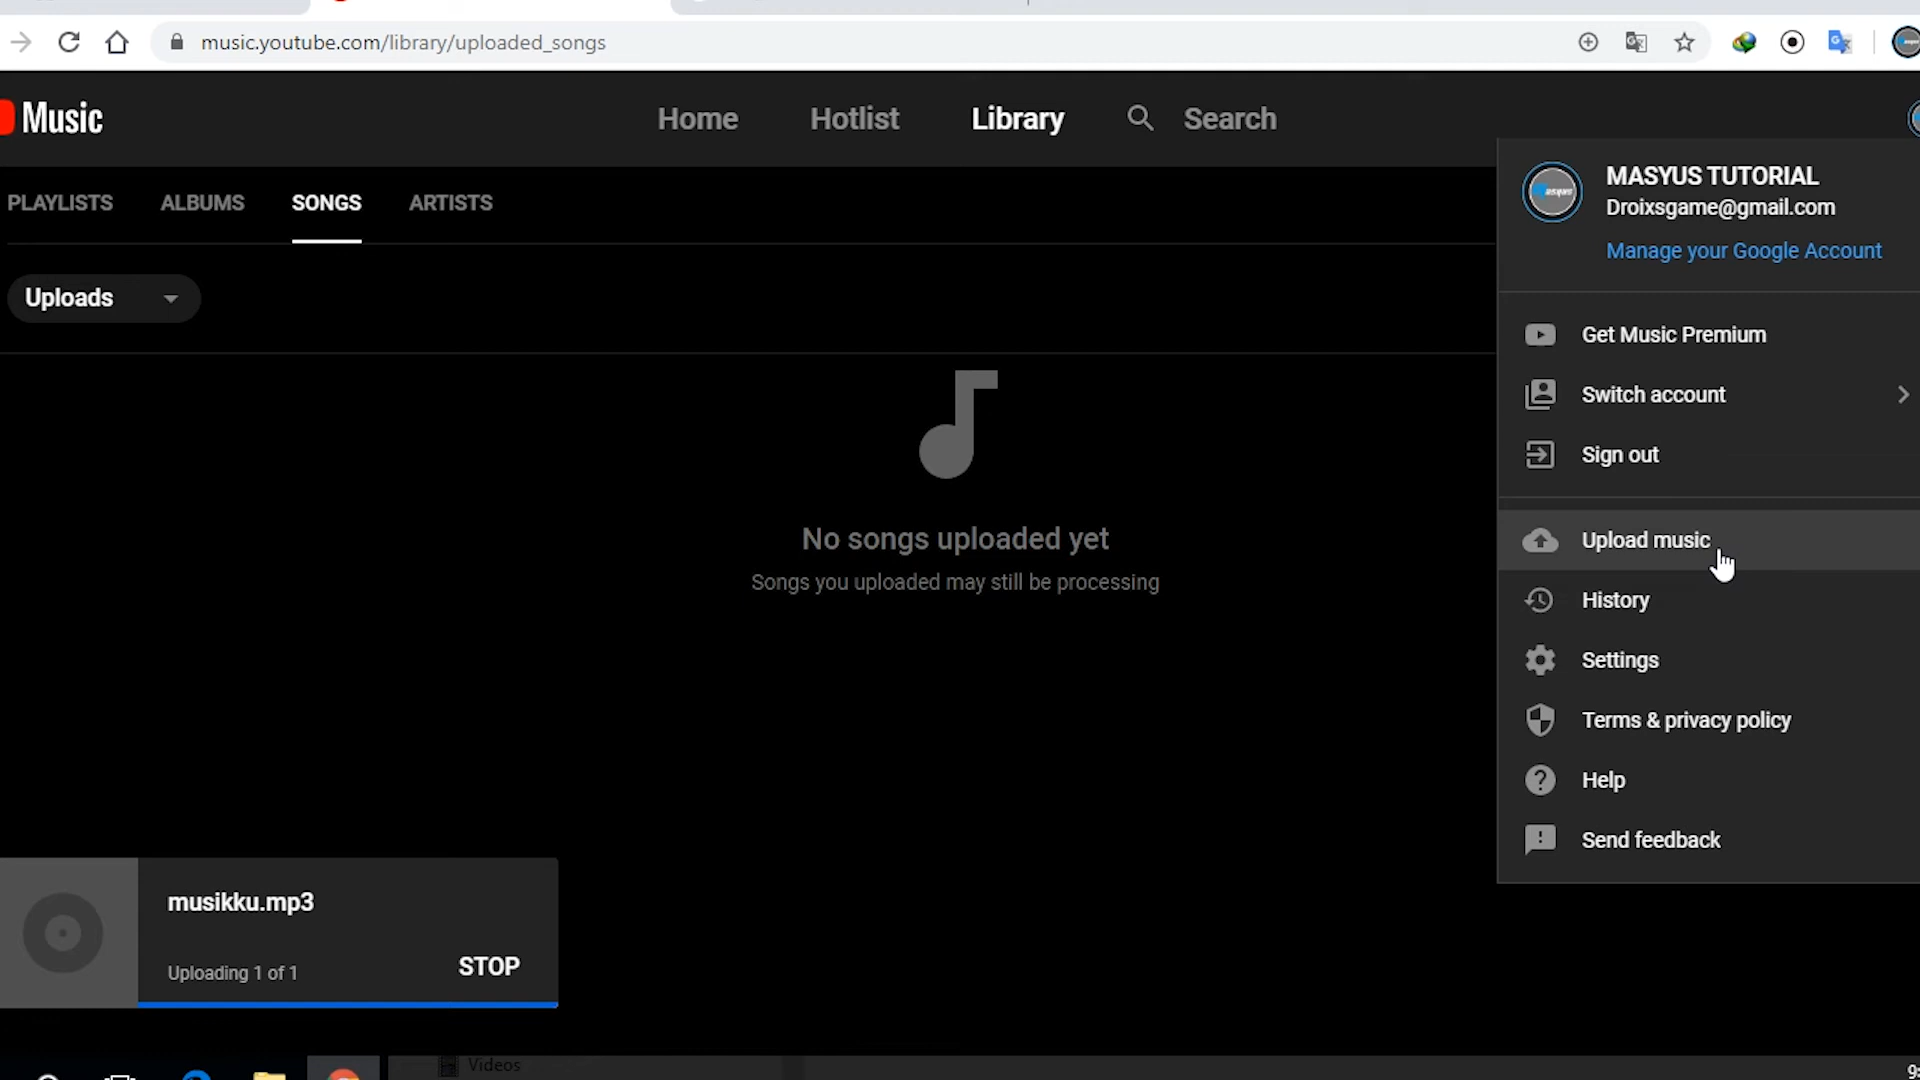 music.youtube.com/library/uploaded_songs
Music
Home
Hotlist
Library
Search
MASYUS TUTORIAL
Droixsgame@gmail.com
Manage your Google Account
PLAYLISTS
ALBUMS
SONGS
ARTISTS
Uploads
Get Music Premium
Switch account
Sign out
No songs uploaded yet
Songs you uploaded may still be processing
Upload music
History
Settings
Terms & privacy policy
Help
Send feedback
musikku.mp3
Uploading 1 of 1
STOP
Videos